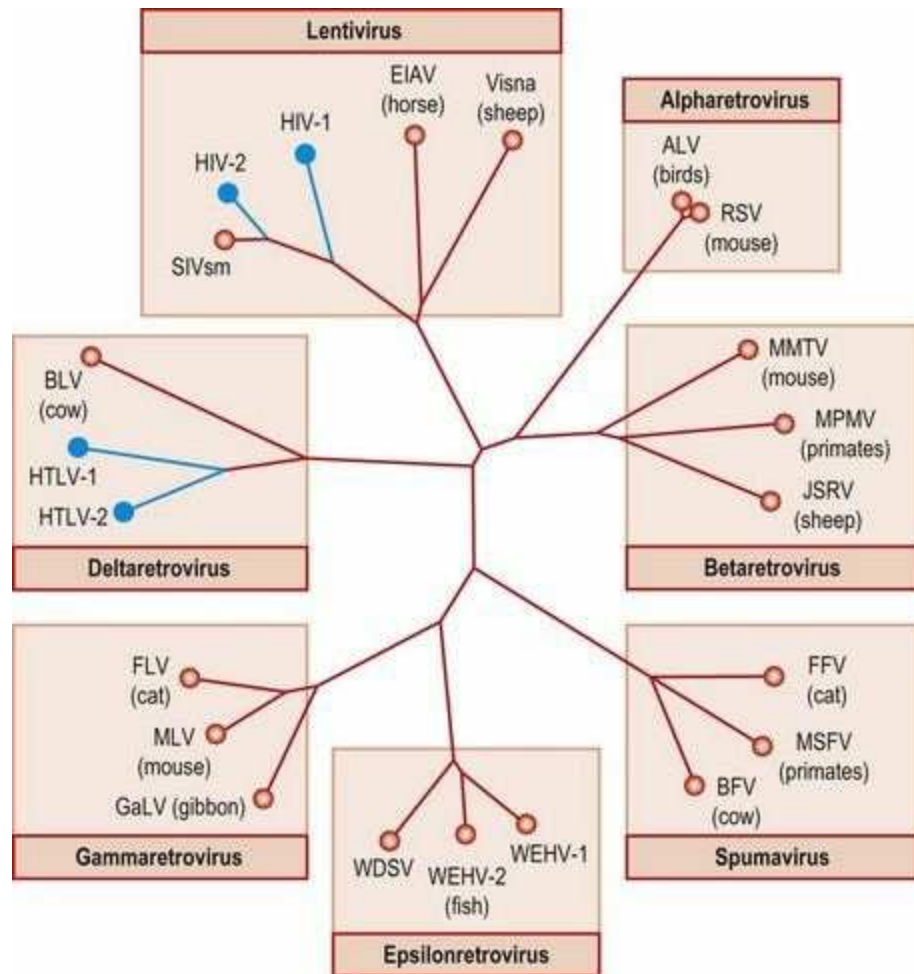 Lentivirus
EIAV
(horse)
Visna
(sheep)
HIV-1
HIV-2
SIVsm
Alpharetrovirus
ALV
(birds)
RSV
(mouse)
BLV
(cow)
HTLV-1
HTLV-2
Deltaretrovirus
MMTV
(mouse)
MPMV
(primates)
JSRV
(sheep)
Betaretrovirus
FLV
(cat)
MLV
(mouse)
GaLV (gibbon)
Gammaretrovirus
WDSV
WEHV-2
(fish)
WEHV-1
Epsilonretrovirus
FFV
(cat)
MSFV
(primates)
BFV
(cow)
Spumavirus